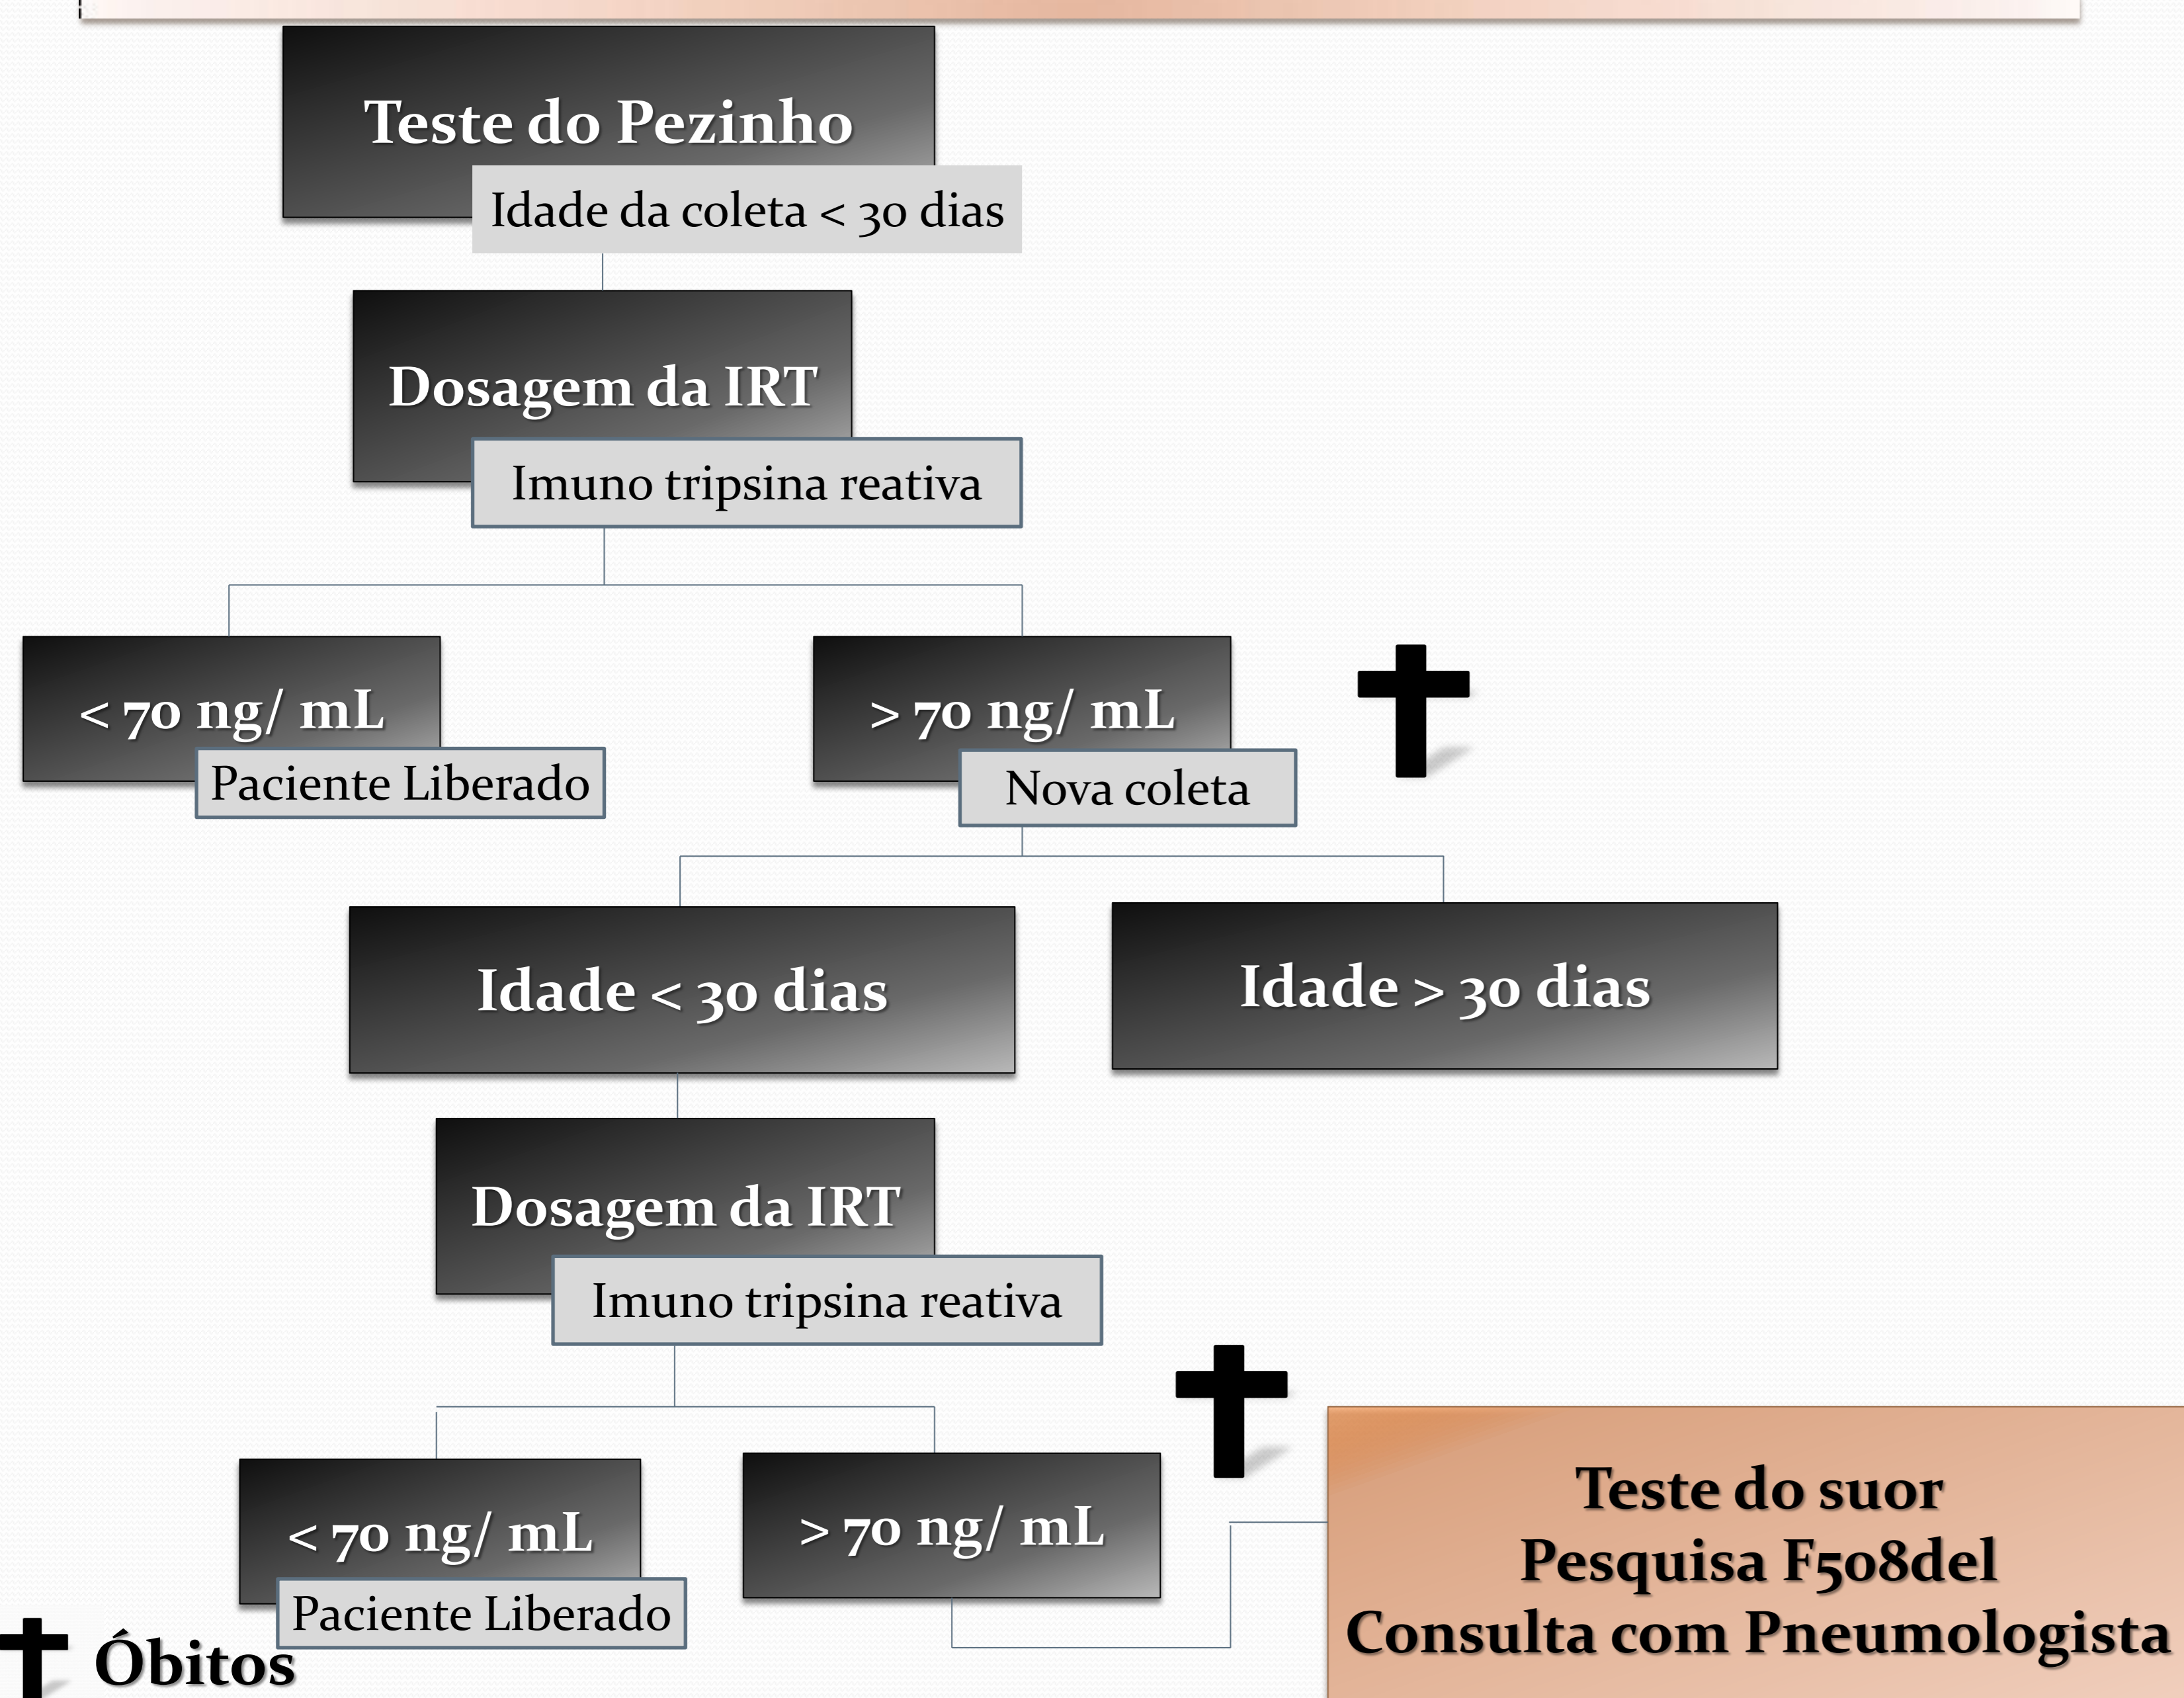 Teste do Pezinho
Idade da coleta < 30 dias
Dosagem da IRT
Imuno tripsina reativa
< 70 ng/ mL
Paciente Liberado
> 70 ng/ mL
Nova coleta
Idade < 30 dias
Idade > 30 dias
Dosagem da IRT
Imuno tripsina reativa
< 70 ng/ mL
Paciente Liberado
> 70 ng/ mL
Teste do suor
Pesquisa F508del
Consulta com Pneumologista
Óbitos